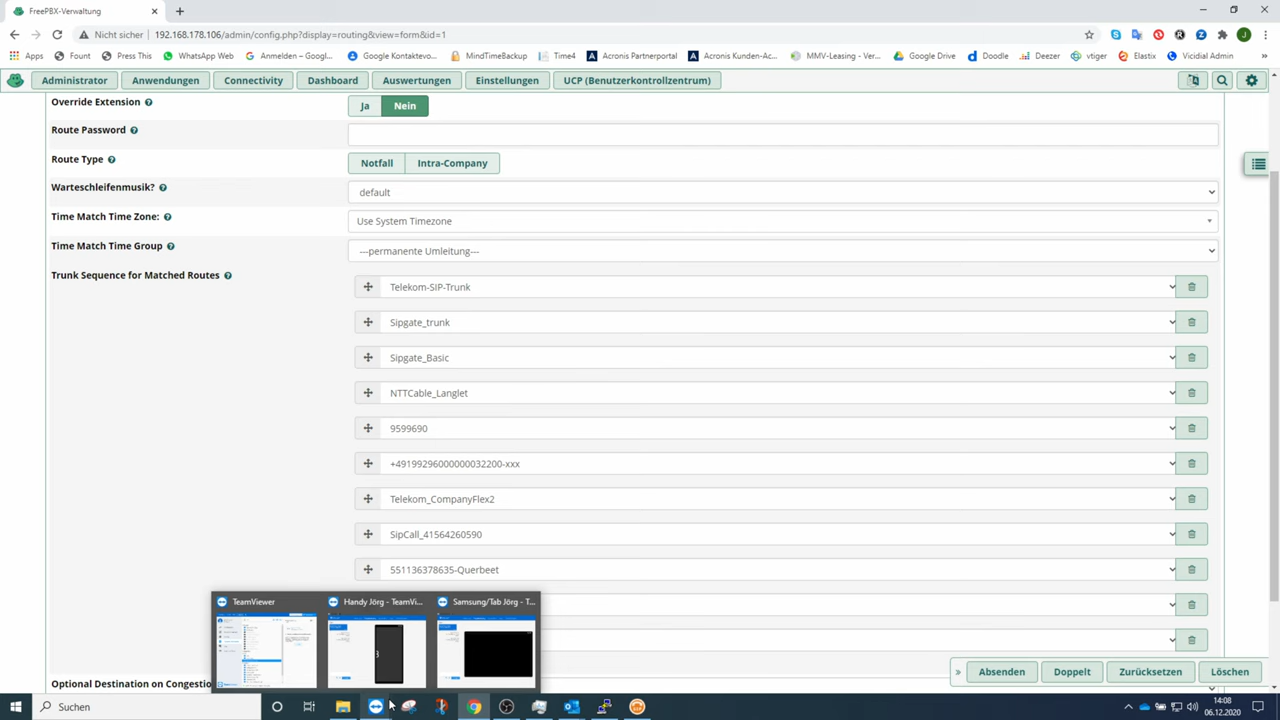 FreePBX-Verwaltung
Nicht sicher 192.168.178.106/admin/config.php?display=routing&view=form&id=1
J
Apps Fount Press This WhatsApp Web Anmelden – Googl... Google Kontaktevo... MindTimeBackup Time4 Acronis Partnerportal Acronis Kunden-Ac... MMV-Leasing - Ver... Google Drive Doodle Deezer vtiger Elastix Vicidial Admin »
Administrator Anwendungen Connectivity Dashboard Auswertungen Einstellungen UCP (Benutzerkontrollzentrum)
Override Extension
Ja Nein
Route Password
Route Type
Notfall Intra-Company
Warteschleifenmusik?
default
Time Match Time Zone:
Use System Timezone
Time Match Time Group
---permanente Umleitung---
Trunk Sequence for Matched Routes
Telekom-SIP-Trunk
Sipgate_trunk
Sipgate_Basic
NTTCable_Langlet
9599690
+49199296000000032200-xxx
Telekom_CompanyFlex2
SipCall_41564260590
551136378635-Querbeet
TeamViewer Handy Jörg - TeamVi... Samsung/Tab Jörg - T...
Absenden Doppelt Zurücksetzen Löschen
Optional Destination on Congestio
Suchen
14:08
06.12.2020